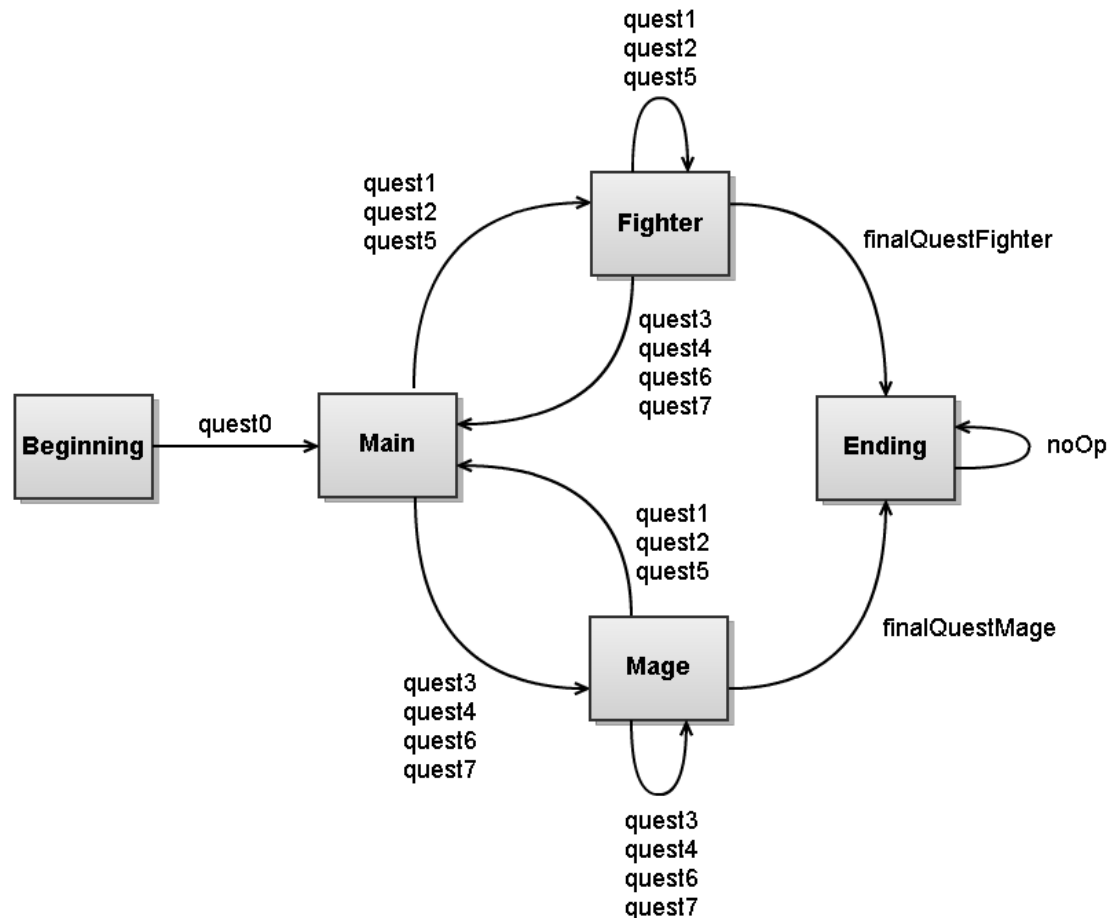 quest1
quest2
quest5
quest1
quest2
quest5
Fighter
finalQuestFighter
quest3
quest4
quest6
quest7
Beginning
quest0
Main
Ending
noOp
quest1
quest2
quest5
Mage
finalQuestMage
quest3
quest4
quest6
quest7
quest3
quest4
quest6
quest7